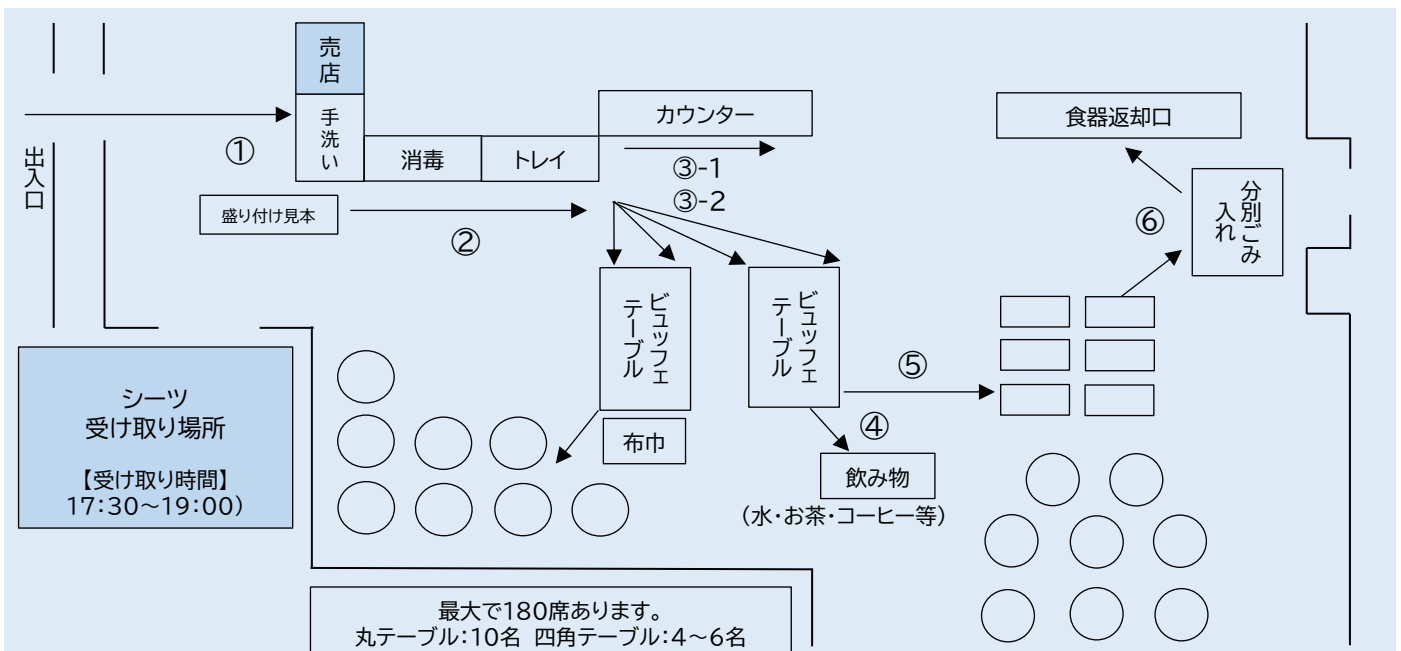 売店
手洗い
カウンター
消毒
トレイ
食器返却口
①
③-1
③-2
出入口
盛り付け見本
②
⑥
分別ごみ
入れ
ビュッフェ
テーブル
ビュッフェ
テーブル
⑤
シーツ
受け取り場所
【受け取り時間】
17:30～19:00)
④
布巾
飲み物
(水・お茶・コーヒー等)
最大で180席あります。
丸テーブル:10名 四角テーブル:4～6名